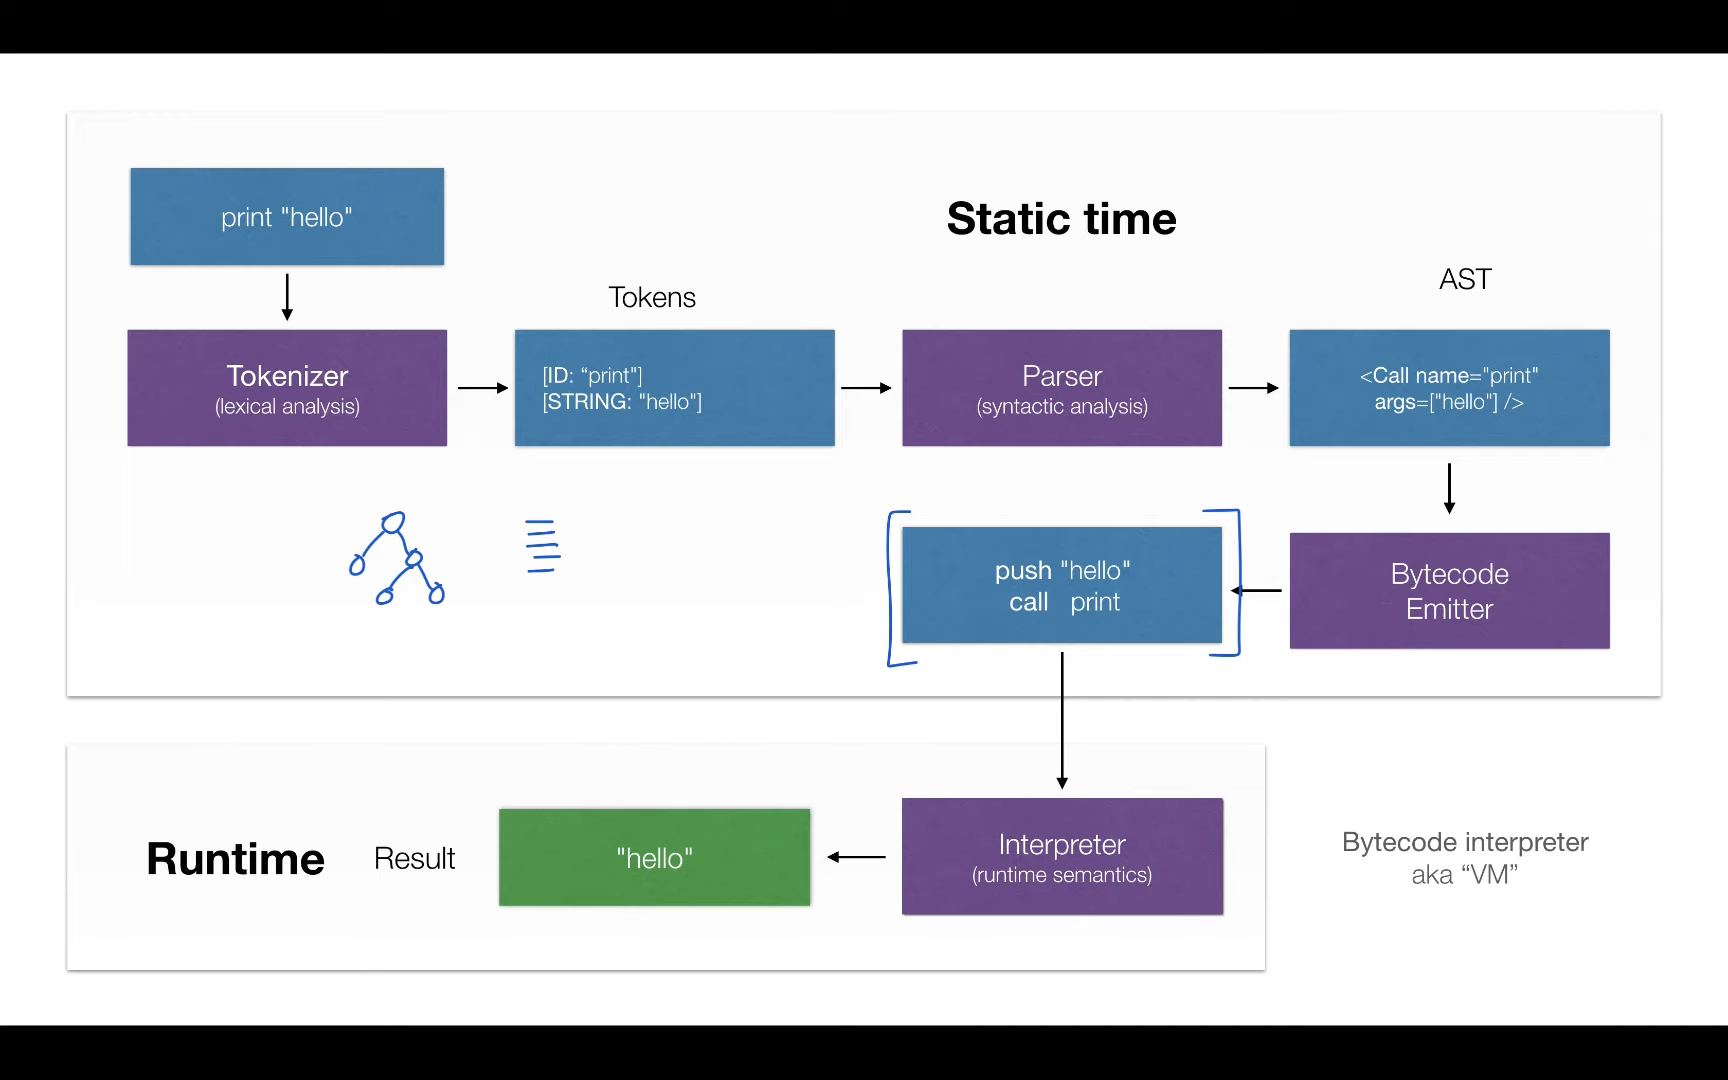 print "hello"
Static time
Tokens
AST
Tokenizer
(lexical analysis)
[ID: “print"]
[STRING: "hello"]
Parser
(syntactic analysis)
<Call name="print"
args=["hello"] />
push "hello"
call print
Bytecode
Emitter
Runtime
Result
"hello"
Interpreter
(runtime semantics)
Bytecode interpreter
aka “VM”